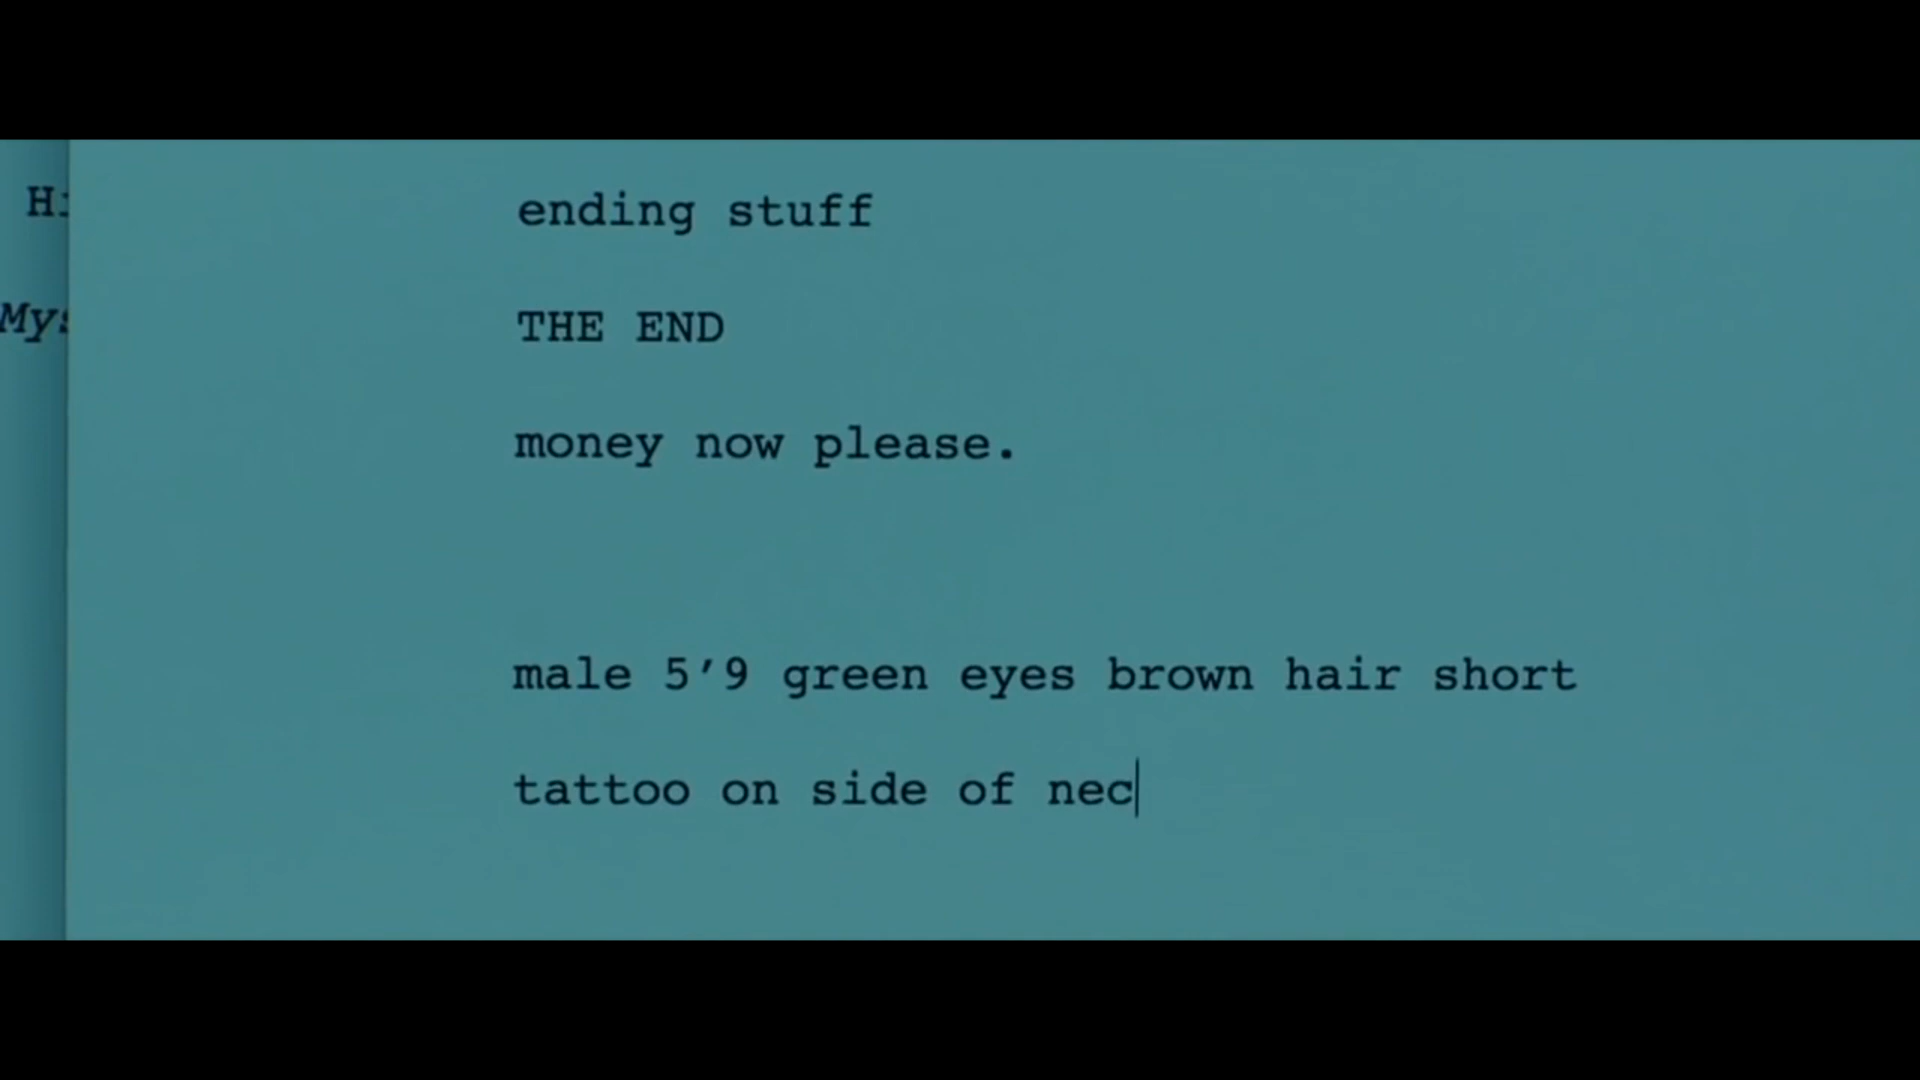 ending stuff
THE END
money now please.
male 5'9 green eyes brown hair short
tattoo on side of nec